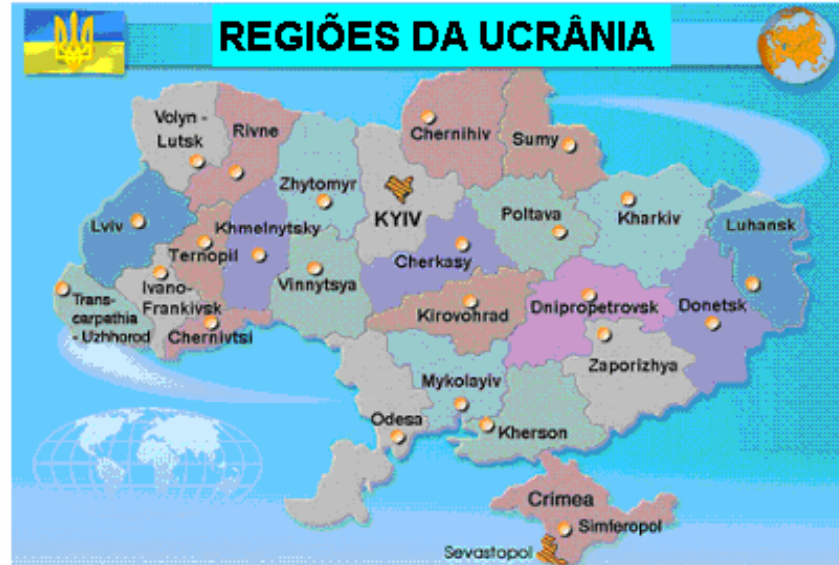 REGIÕES DA UCRÂNIA
Volyn -
Lutsk
Rivne
Chernihiv
Sumy
Zhytomyr
KYIV
Lviv
Khmelnytsky
Ternopil
Poltava
Kharkiv
Luhansk
Cherkasy
Ivano-
Frankivsk
Vinnytsya
Trans-
carpathia
- Uzhhorod
Chernivtsi
Kirovohrad
Dnipropetrovsk
Donetsk
Zaporizhya
Mykolayiv
Odesa
Kherson
Crimea
Simferopol
Sevastopol